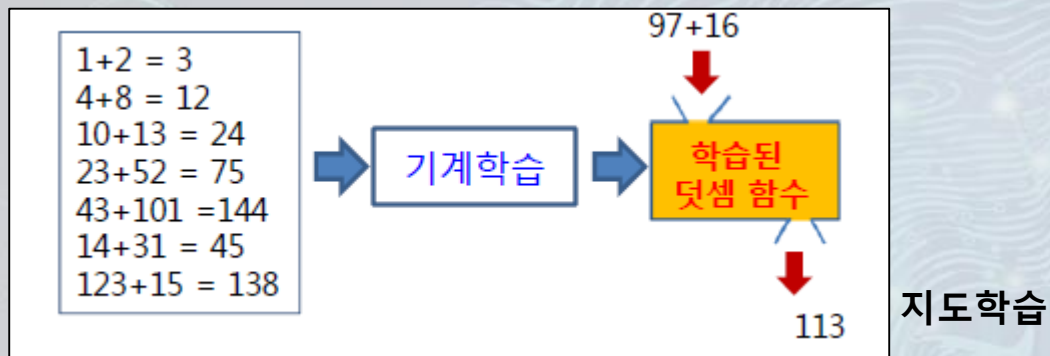 1+2 = 3
4+8 = 12
10+13 = 24
23+52 = 75
43+101 =144
14+31 = 45
123+15 = 138
기계학습
97+16
학습된
덧셈 함수
113
지도학습